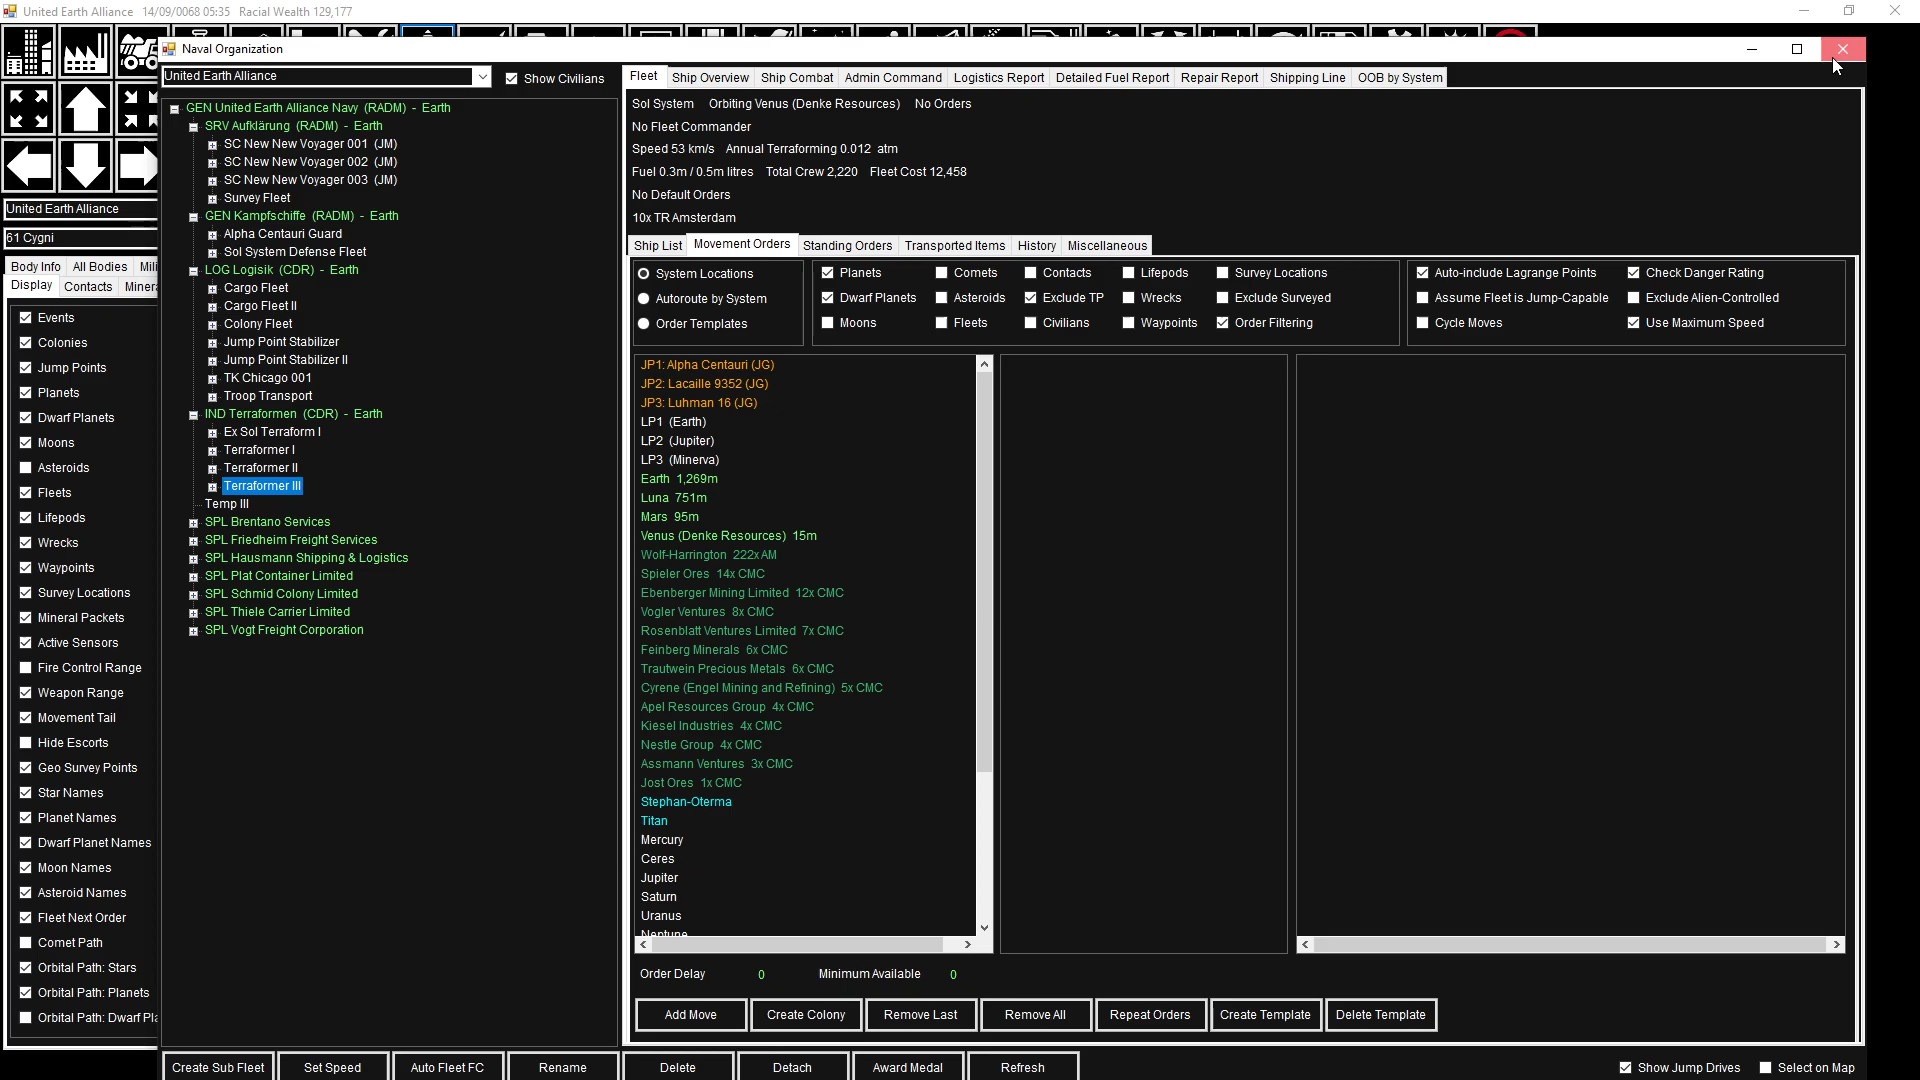 United Earth Alliance 14/09/0068 05:35 Racial Wealth 129,177
Naval Organization
United Earth Alliance
Show Civilians
Fleet Ship Overview Ship Combat Admin Command Logistics Report Detailed Fuel Report Repair Report Shipping Line OOB by System
GEN United Earth Alliance Navy (RADM) - Earth
SRV Aufklärung (RADM) - Earth
SC New New Voyager 001 (JM)
SC New New Voyager 002 (JM)
SC New New Voyager 003 (JM)
Survey Fleet
GEN Kampfschiffe (RADM) - Earth
Alpha Centauri Guard
Sol System Defense Fleet
LOG Logisik (CDR) - Earth
Cargo Fleet
Cargo Fleet II
Colony Fleet
Jump Point Stabilizer
Jump Point Stabilizer II
TK Chicago 001
Troop Transport
IND Terraformen (CDR) - Earth
Ex Sol Terraform I
Terraformer I
Terraformer II
Terraformer III
Temp III
SPL Brentano Services
SPL Friedheim Freight Services
SPL Hausmann Shipping & Logistics
SPL Plat Container Limited
SPL Schmid Colony Limited
SPL Thiele Carrier Limited
SPL Vogt Freight Corporation
United Earth Alliance
61 Cygni
Body Info All Bodies
Display Contacts
Events
Colonies
Jump Points
Planets
Dwarf Planets
Moons
Asteroids
Fleets
Lifepods
Wrecks
Waypoints
Survey Locations
Mineral Packets
Active Sensors
Fire Control Range
Weapon Range
Movement Tail
Hide Escorts
Geo Survey Points
Star Names
Planet Names
Dwarf Planet Names
Moon Names
Asteroid Names
Fleet Next Order
Comet Path
Orbital Path: Stars
Orbital Path: Planets
Orbital Path: Dwarf
Sol System Orbiting Venus (Denke Resources) No Orders
No Fleet Commander
Speed 53 km/s Annual Terraforming 0.012 atm
Fuel 0.3m / 0.5m litres Total Crew 2,220 Fleet Cost 12,458
No Default Orders
10x TR Amsterdam
Ship List Movement Orders Standing Orders Transported Items History Miscellaneous
System Locations
Autoroute by System
Order Templates
Planets Comets Contacts Lifepods Survey Locations
Dwarf Planets Asteroids Exclude TP Wrecks Exclude Surveyed
Moons Fleets Civilians Waypoints Order Filtering
Auto-include Lagrange Points Check Danger Rating
Assume Fleet is Jump-Capable Exclude Alien-Controlled
Cycle Moves Use Maximum Speed
JP1: Alpha Centauri (JG)
JP2: Lacaille 9352 (JG)
JP3: Luhman 16 (JG)
LP1 (Earth)
LP2 (Jupiter)
LP3 (Minerva)
Earth 1,269m
Luna 751m
Mars 95m
Venus (Denke Resources) 15m
Wolf-Harrington 222x AM
Spieler Ores 14x CMC
Ebenberger Mining Limited 12x CMC
Vogler Ventures 8x CMC
Rosenblatt Ventures Limited 7x CMC
Feinberg Minerals 6x CMC
Trautwein Precious Metals 6x CMC
Cyrene (Engel Mining and Refining) 5x CMC
Apel Resources Group 4x CMC
Kiesel Industries 4x CMC
Nestle Group 4x CMC
Assmann Ventures 3x CMC
Jost Ores 1x CMC
Stephan-Oterma
Titan
Mercury
Ceres
Jupiter
Saturn
Uranus
Neptune
Order Delay 0 Minimum Available 0
Add Move Create Colony Remove Last Remove All Repeat Orders Create Template Delete Template
Create Sub Fleet Set Speed Auto Fleet FC Rename Delete Detach Award Medal Refresh
Show Jump Drives Select on Map